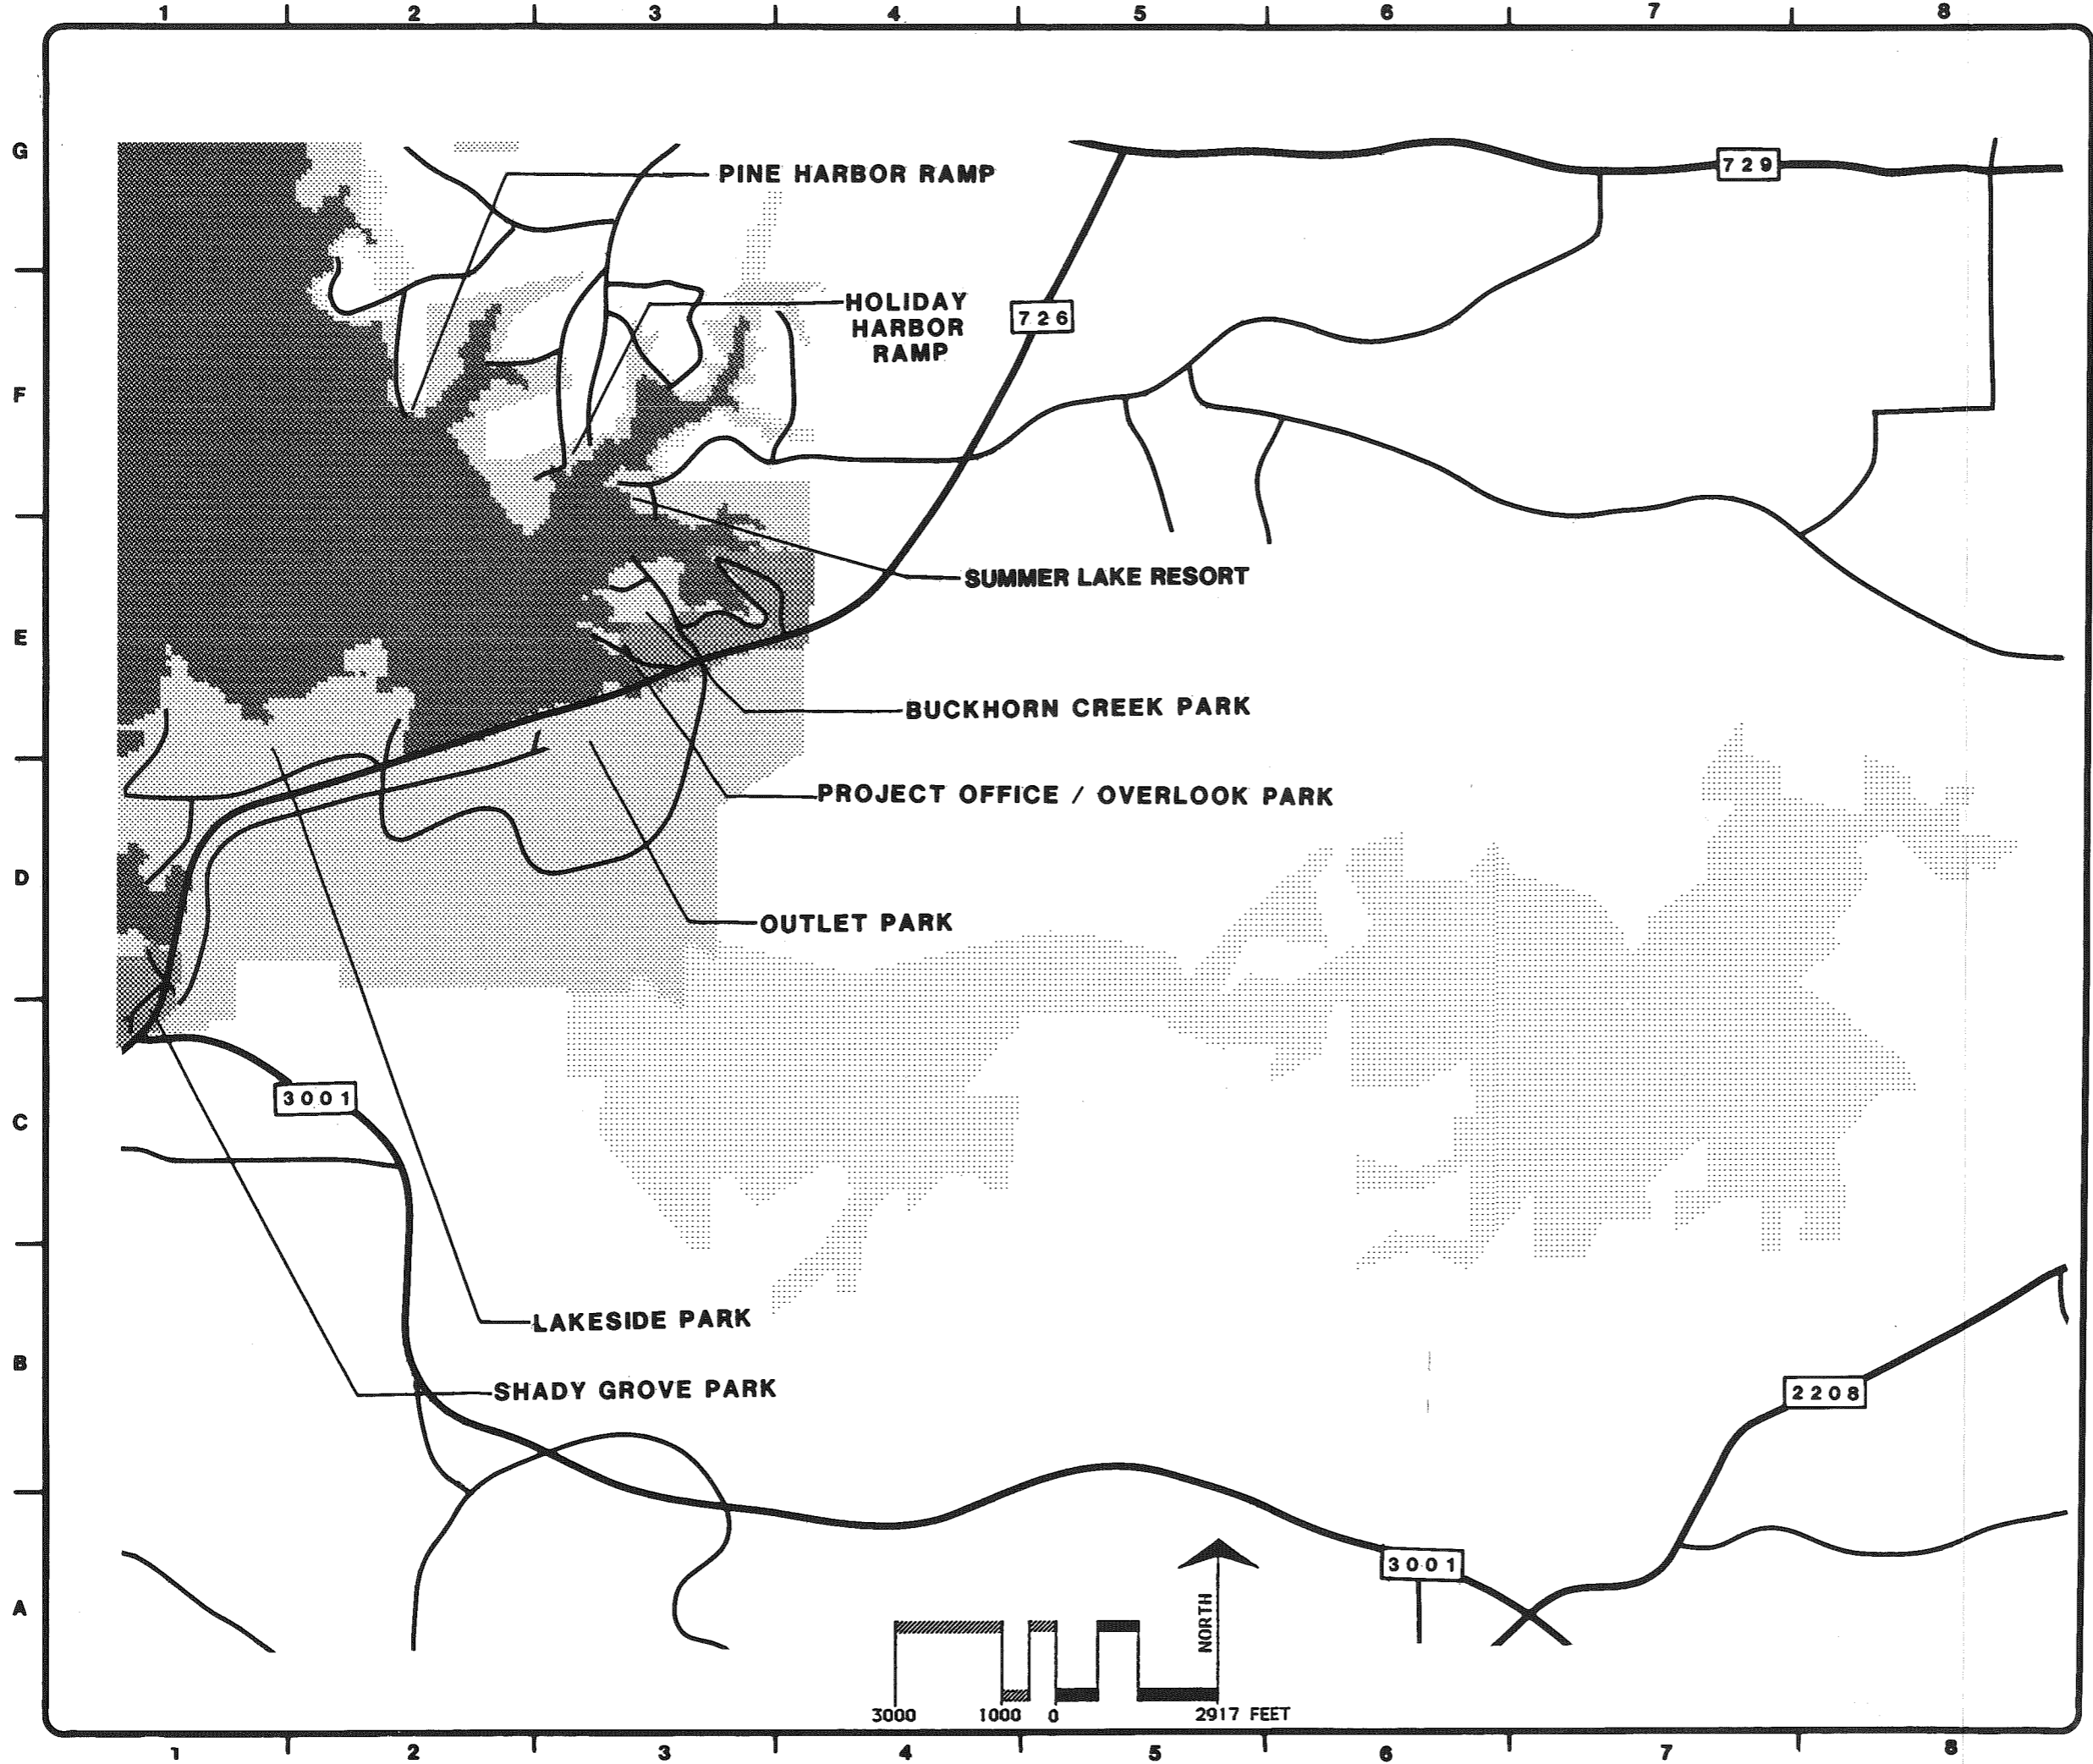 1 2 3 4 5 6 7 8
G
PINE HARBOR RAMP
729
HOLIDAY
HARBOR
RAMP
726
F
SUMMER LAKE RESORT
E
BUCKHORN CREEK PARK
PROJECT OFFICE / OVERLOOK PARK
D
OUTLET PARK
3001
C
LAKESIDE PARK
B
SHADY GROVE PARK
2208
3001
A
NORTH
3000 1000 0 2917 FEET
1 2 3 4 5 6 7 8